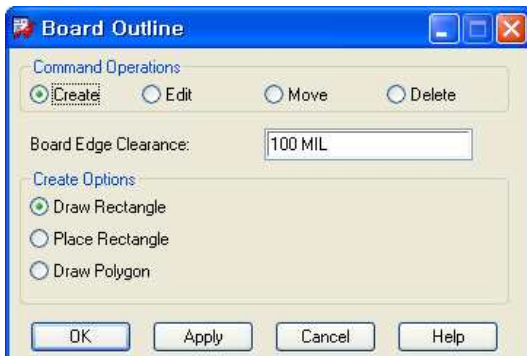 Board Outline
Command Operations
Create Edit Move Delete
Board Edge Clearance: 100 MIL
Create Options
Draw Rectangle
Place Rectangle
Draw Polygon
OK Apply Cancel Help